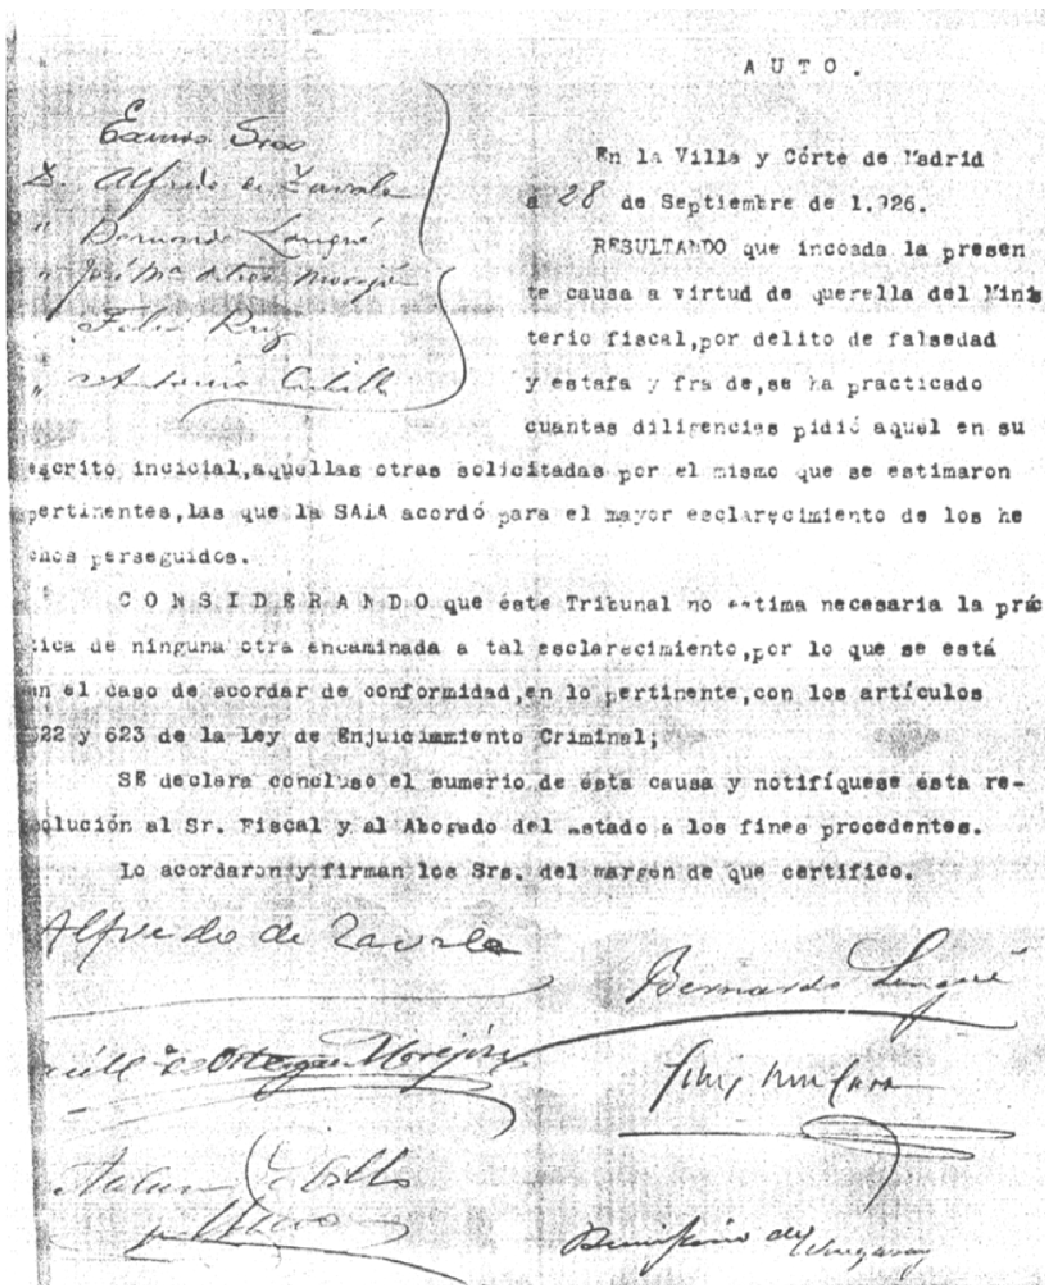 A U T O .
Exmos Sres
D. Alfredo de Zavala
" Bernardo Longué
" José Mª de Ortega Morejón
" Felix Ruz
" Antonio Cubillo
En la Villa y Córte de Madrid
a 28 de Septiembre de 1.926.
RESULTANDO que incoada la presen
te causa a virtud de querella del Minis
terio fiscal,por delito de falsedad
y estafa y fra de,se ha practicado
cuantas diligencias pidió aquel en su
escrito incicial,aquellas otras solicitadas por el mismo que se estimaron
pertinentes,las que la SALA acordó para el mayor esclarecimiento de los he
chos perseguidos.
C O N S I D E R A N D O que éste Tribunal no estima necesaria la prác
tica de ninguna otra encaminada a tal esclarecimiento,por lo que se está
en el caso de acordar de conformidad,en lo pertinente,con los artículos
622 y 623 de la Ley de Enjuiciamiento Criminal;
SE declara concluso el sumario de ésta causa y notifíquese ésta re-
solución al Sr. Fiscal y al Abogado del Estado a los fines procedentes.
Lo acordaron y firman los Srs. del margen de que certifico.
Alfredo de Zavala
Bernardo Longué
Ortega Morejón
Cubillo